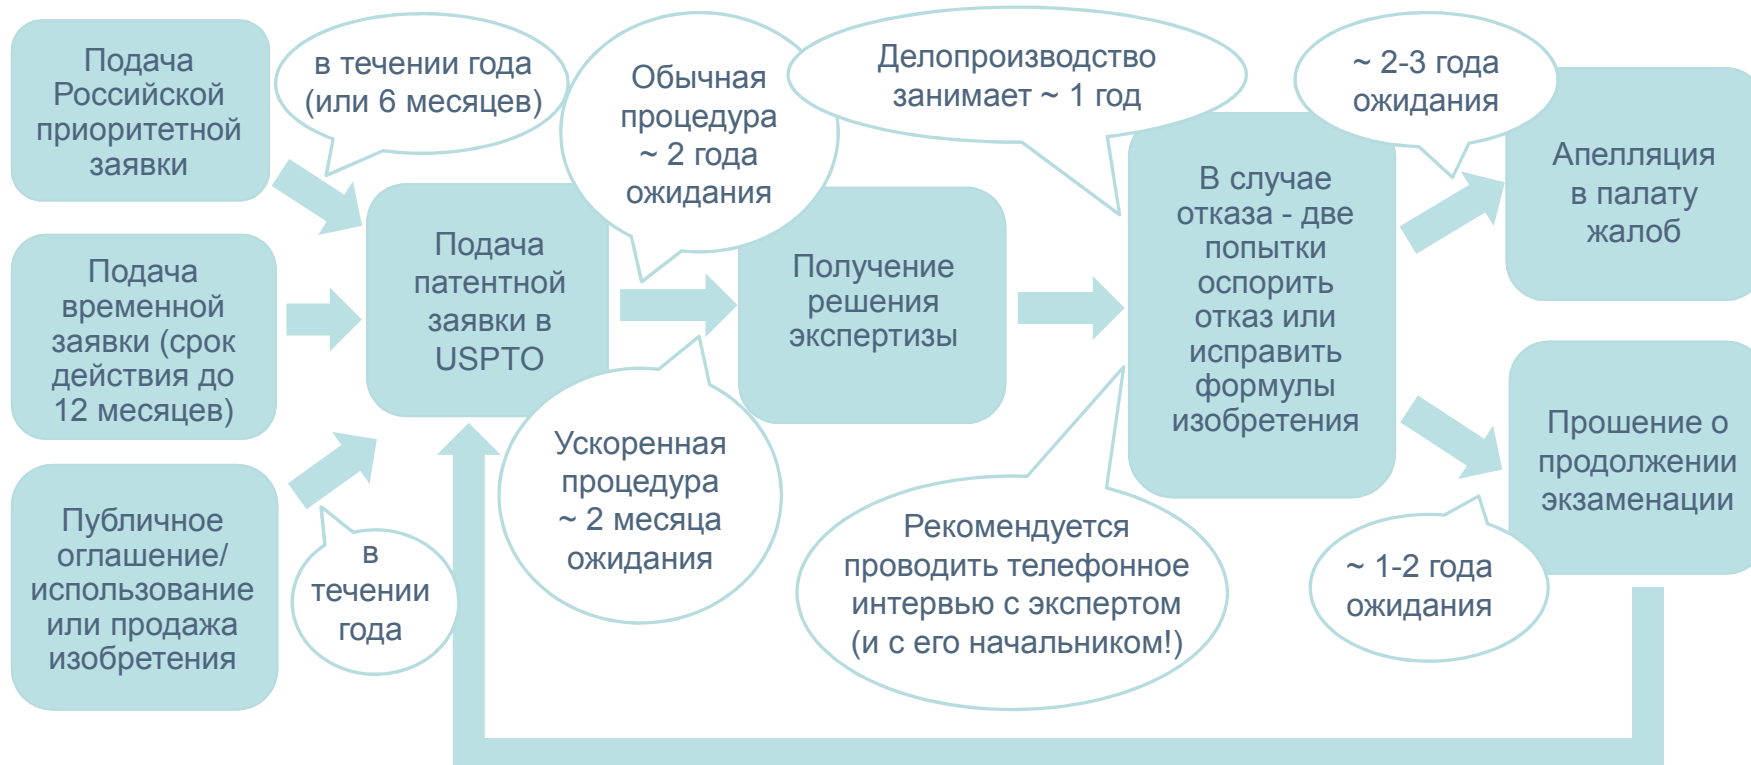 Подача
Российской
приоритетной
заявки
в течении года
(или 6 месяцев)
Обычная
процедура
~ 2 года
ожидания
Делопроизводство
занимает ~ 1 год
~ 2-3 года
ожидания
Апелляция
в палату
жалоб
Подача
временной
заявки (срок
действия до
12 месяцев)
Подача
патентной
заявки в
USPTO
Получение
решения
экспертизы
В случае
отказа - две
попытки
оспорить
отказ или
исправить
формулы
изобретения
Публичное
оглашение/
использование
или продажа
изобретения
в
течении
года
Ускоренная
процедура
~ 2 месяца
ожидания
Рекомендуется
проводить телефонное
интервью с экспертом
(и с его начальником!)
~ 1-2 года
ожидания
Прошение о
продолжении
экзаменации